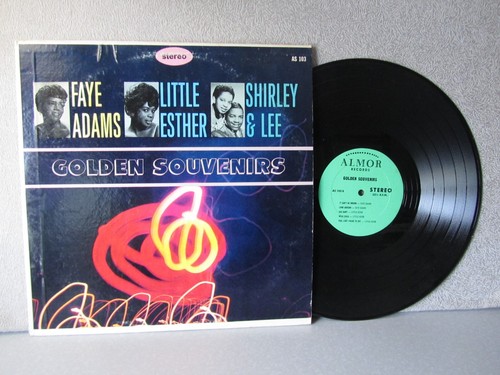 stereo
AS 103
FAYE
ADAMS
LITTLE
ESTHER
SHIRLEY
& LEE
GOLDEN SOUVENIRS
ALMOR
RECORDS
GOLDEN SOUVENIRS
STEREO